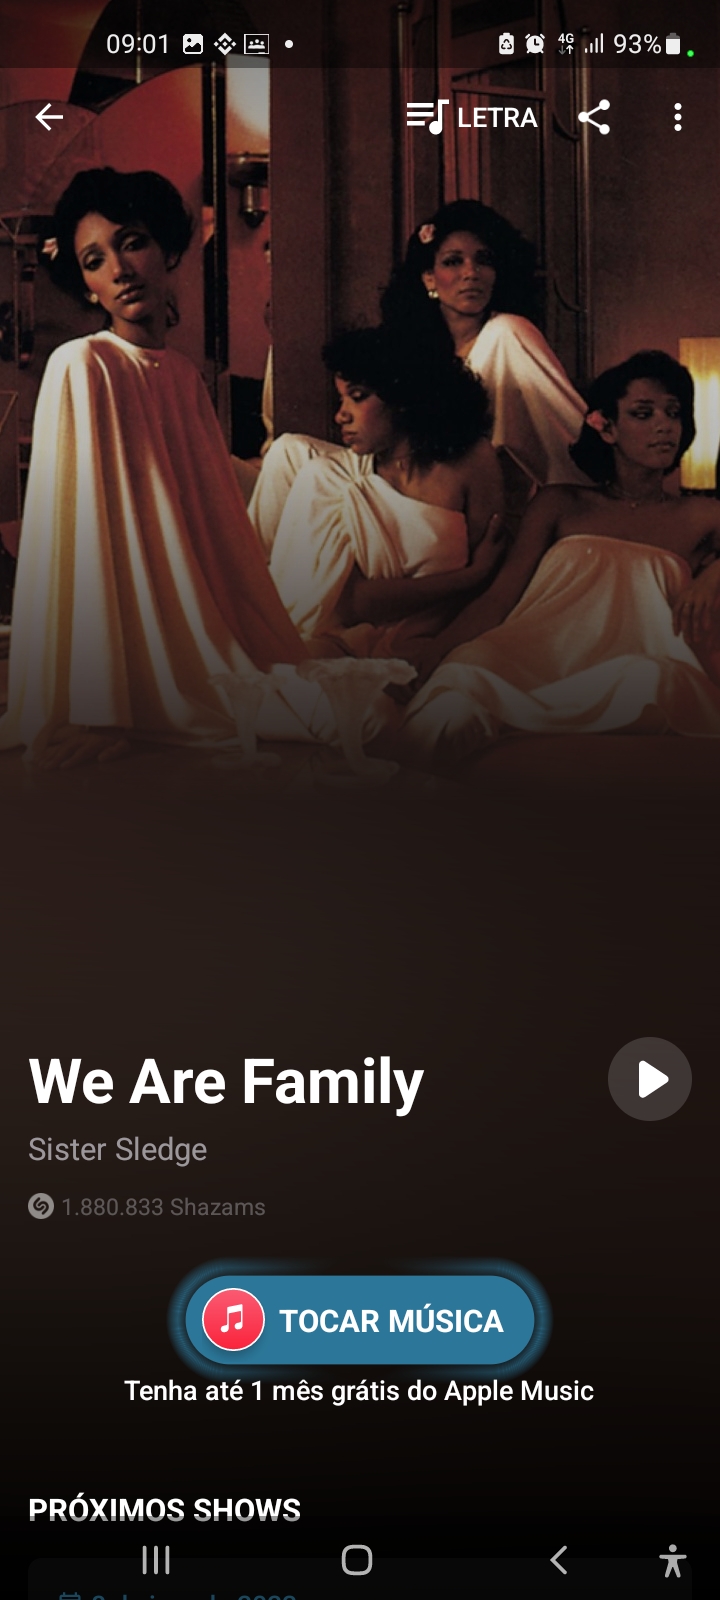 09:01
4G
93%
LETRA
We Are Family
Sister Sledge
1.880.833 Shazams
TOCAR MÚSICA
Tenha até 1 mês grátis do Apple Music
PRÓXIMOS SHOWS